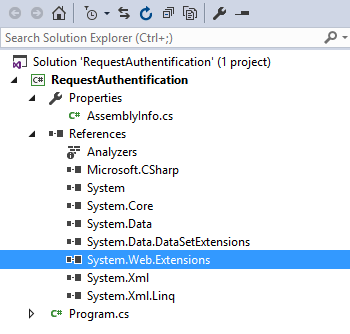 Search Solution Explorer (Ctrl+;)
Solution 'RequestAuthentification' (1 project)
RequestAuthentification
Properties
AssemblyInfo.cs
References
Analyzers
Microsoft.CSharp
System
System.Core
System.Data
System.Data.DataSetExtensions
System.Web.Extensions
System.Xml
System.Xml.Linq
Program.cs